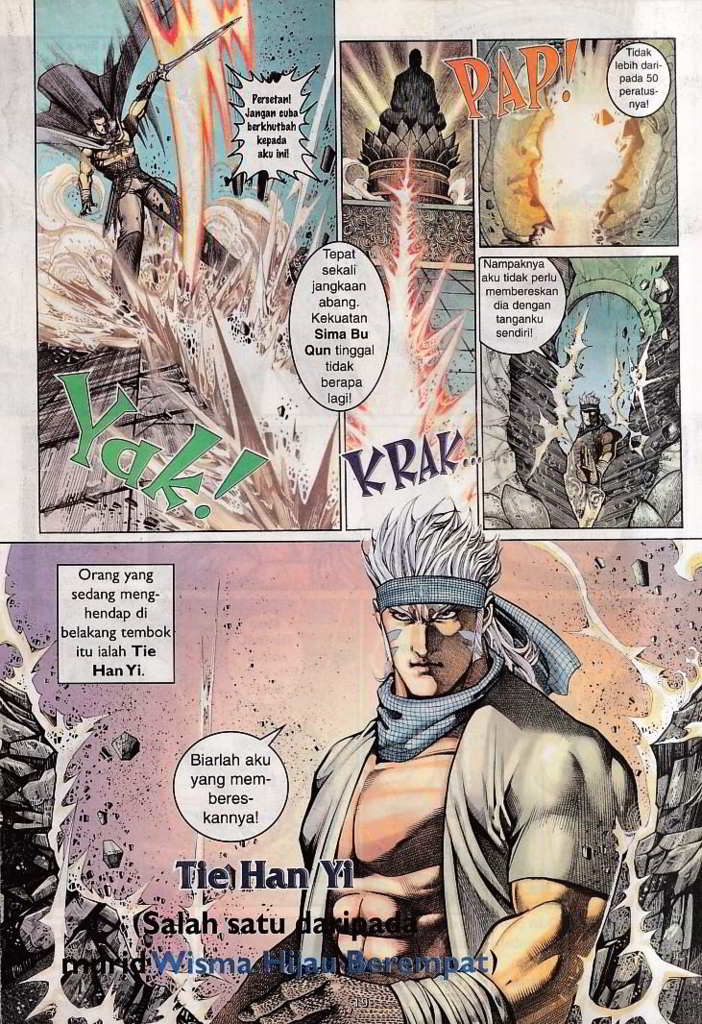 Persetan!
Jangan cuba
berkhutbah
kepada
aku ini!
Yak!
Tepat
sekali
jangkaan
abang.
Kekuatan
Sima Bu
Qun tinggal
tidak
berapa
lagi!
KRAK...
PAP!
Tidak
lebih dari-
pada 50
peratus-
nya!
Nampaknya
aku tidak perlu
membereskan
dia dengan
tanganku
sendiri!
Orang yang
sedang meng-
hendap di
belakang tembok
itu ialah Tie
Han Yi.
Biarlah aku
yang mem-
beres-
kannya!
Tie Han Yi
(Salah satu daripada
murid Wisma Hijau Berempat)
19